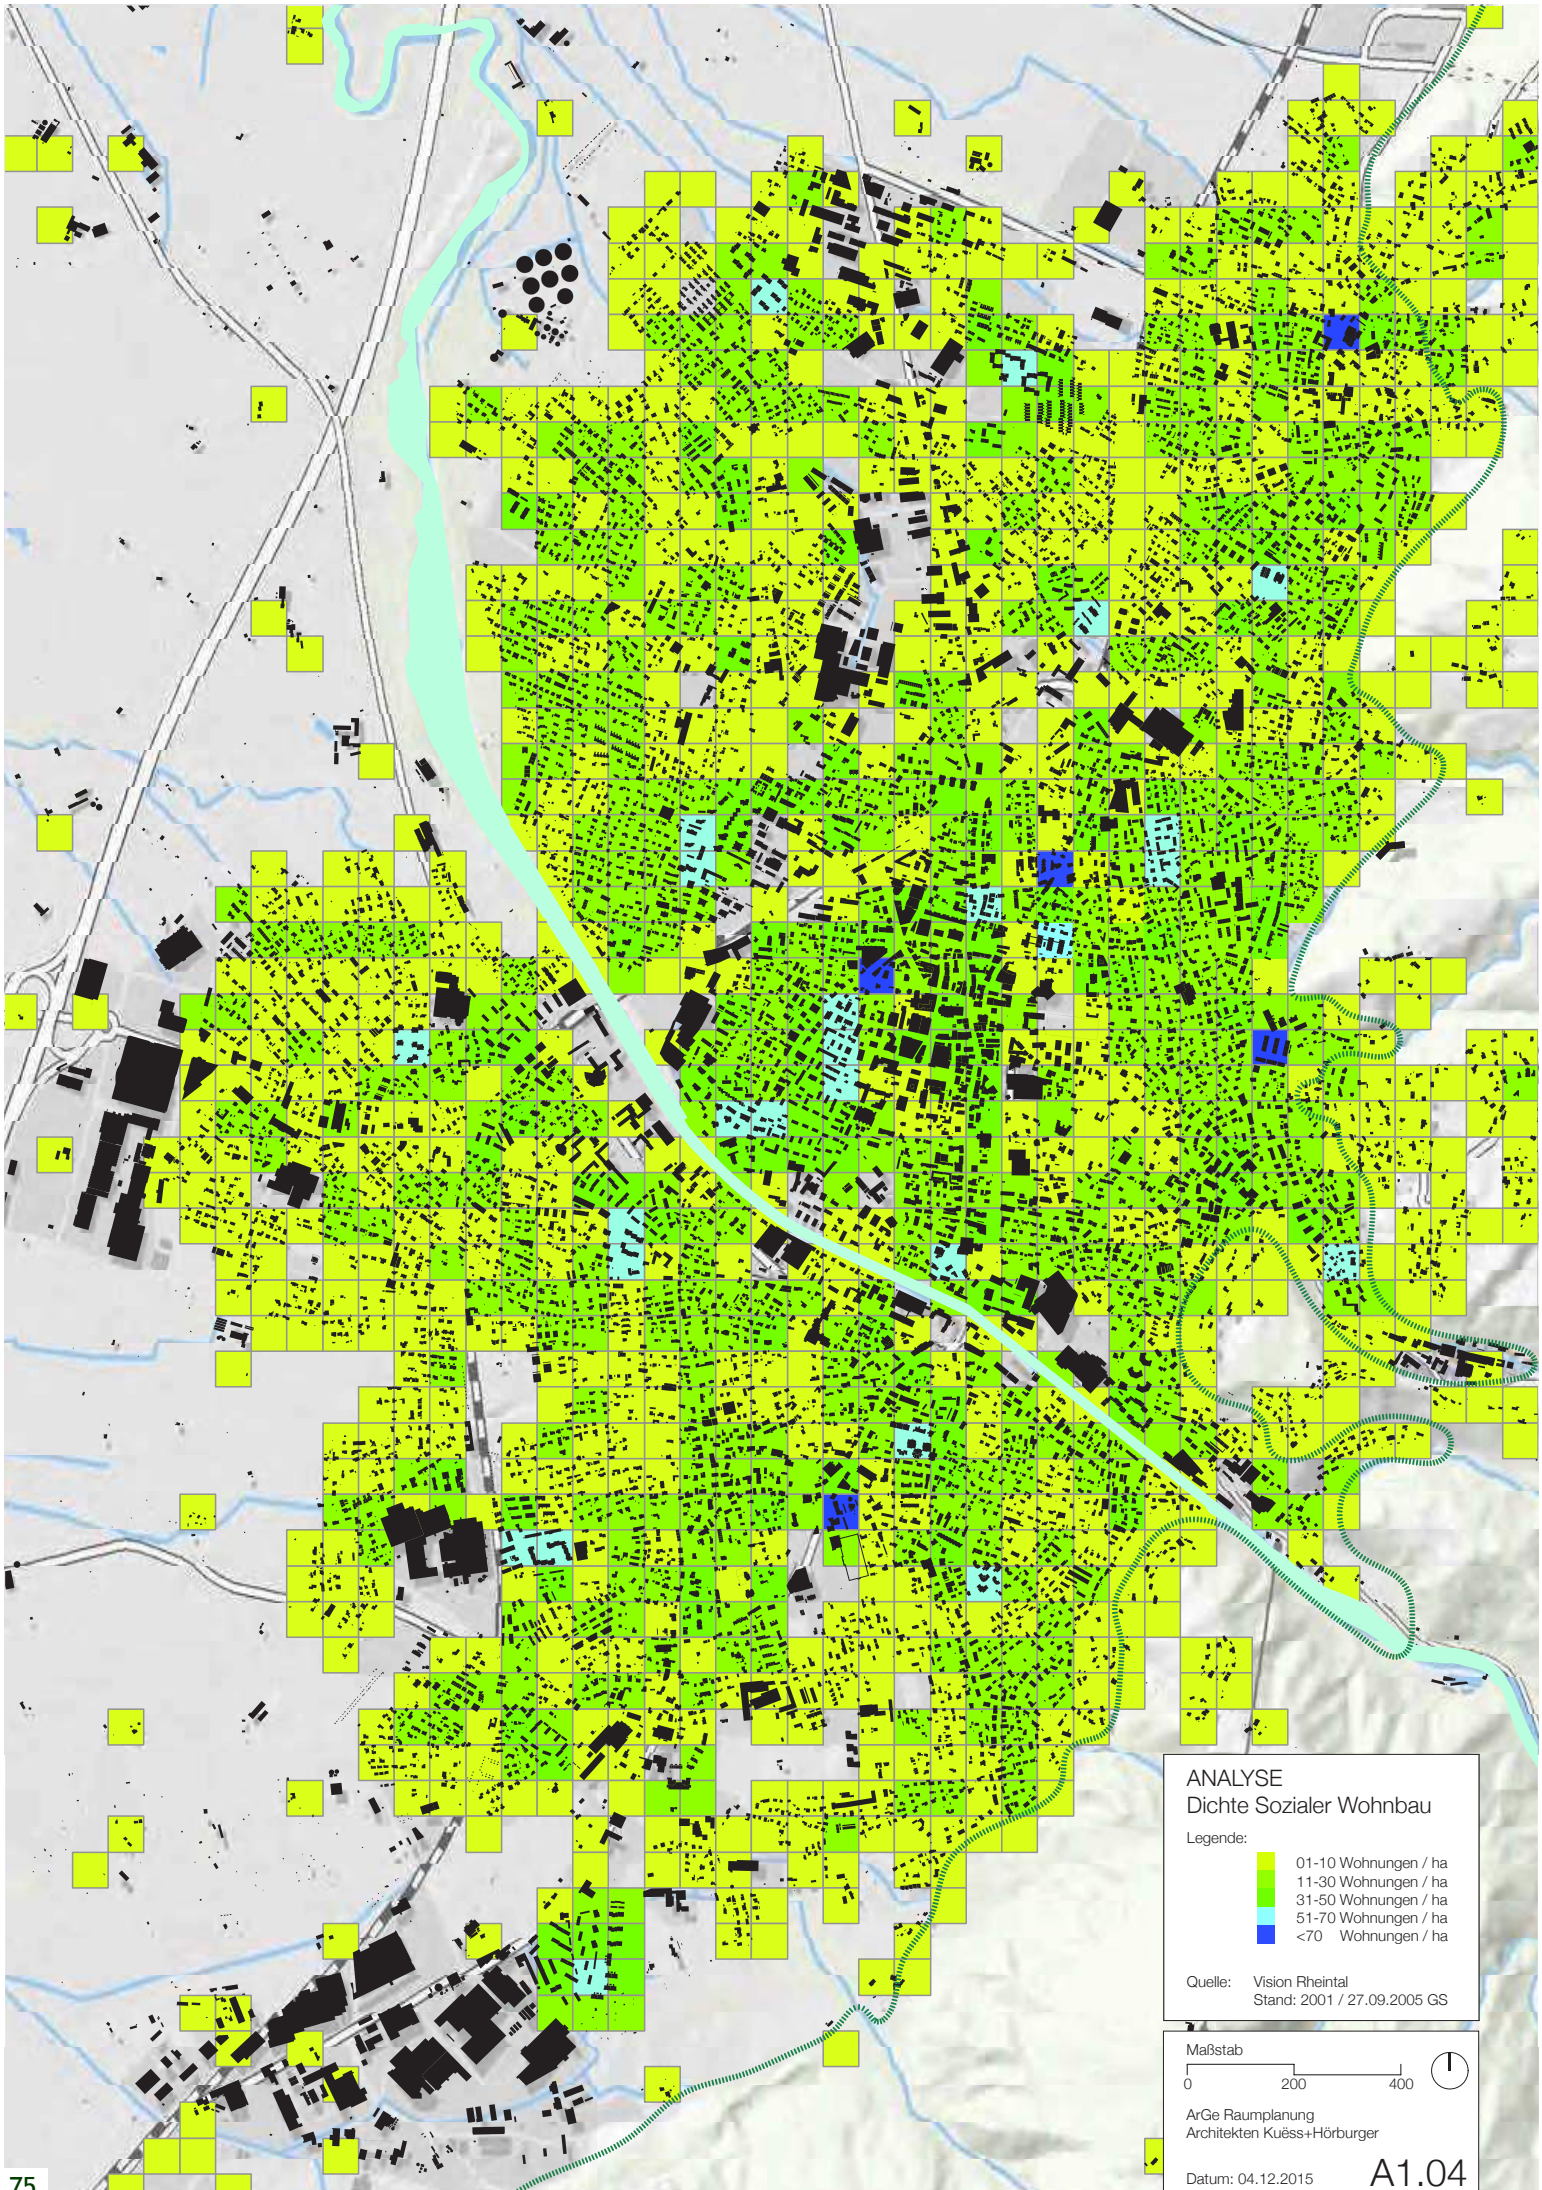 ANALYSE
Dichte Sozialer Wohnbau
Legende:
01-10 Wohnungen / ha
11-30 Wohnungen / ha
31-50 Wohnungen / ha
51-70 Wohnungen / ha
<70 Wohnungen / ha
Quelle: Vision Rheintal
Stand: 2001 / 27.09.2005 GS
Maßstab
0 200 400
ArGe Raumplanung
Architekten Kuëss+Hörburger
Datum: 04.12.2015 A1.04
75